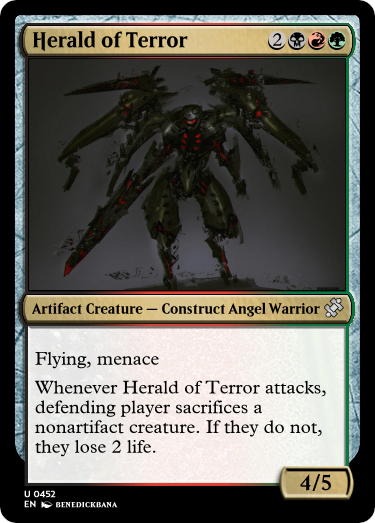 Herald of Terror 2
Artifact Creature — Construct Angel Warrior
Flying, menace
Whenever Herald of Terror attacks,
defending player sacrifices a
nonartifact creature. If they do not,
they lose 2 life.
4/5
U 0452
EN BENEDICKBANA